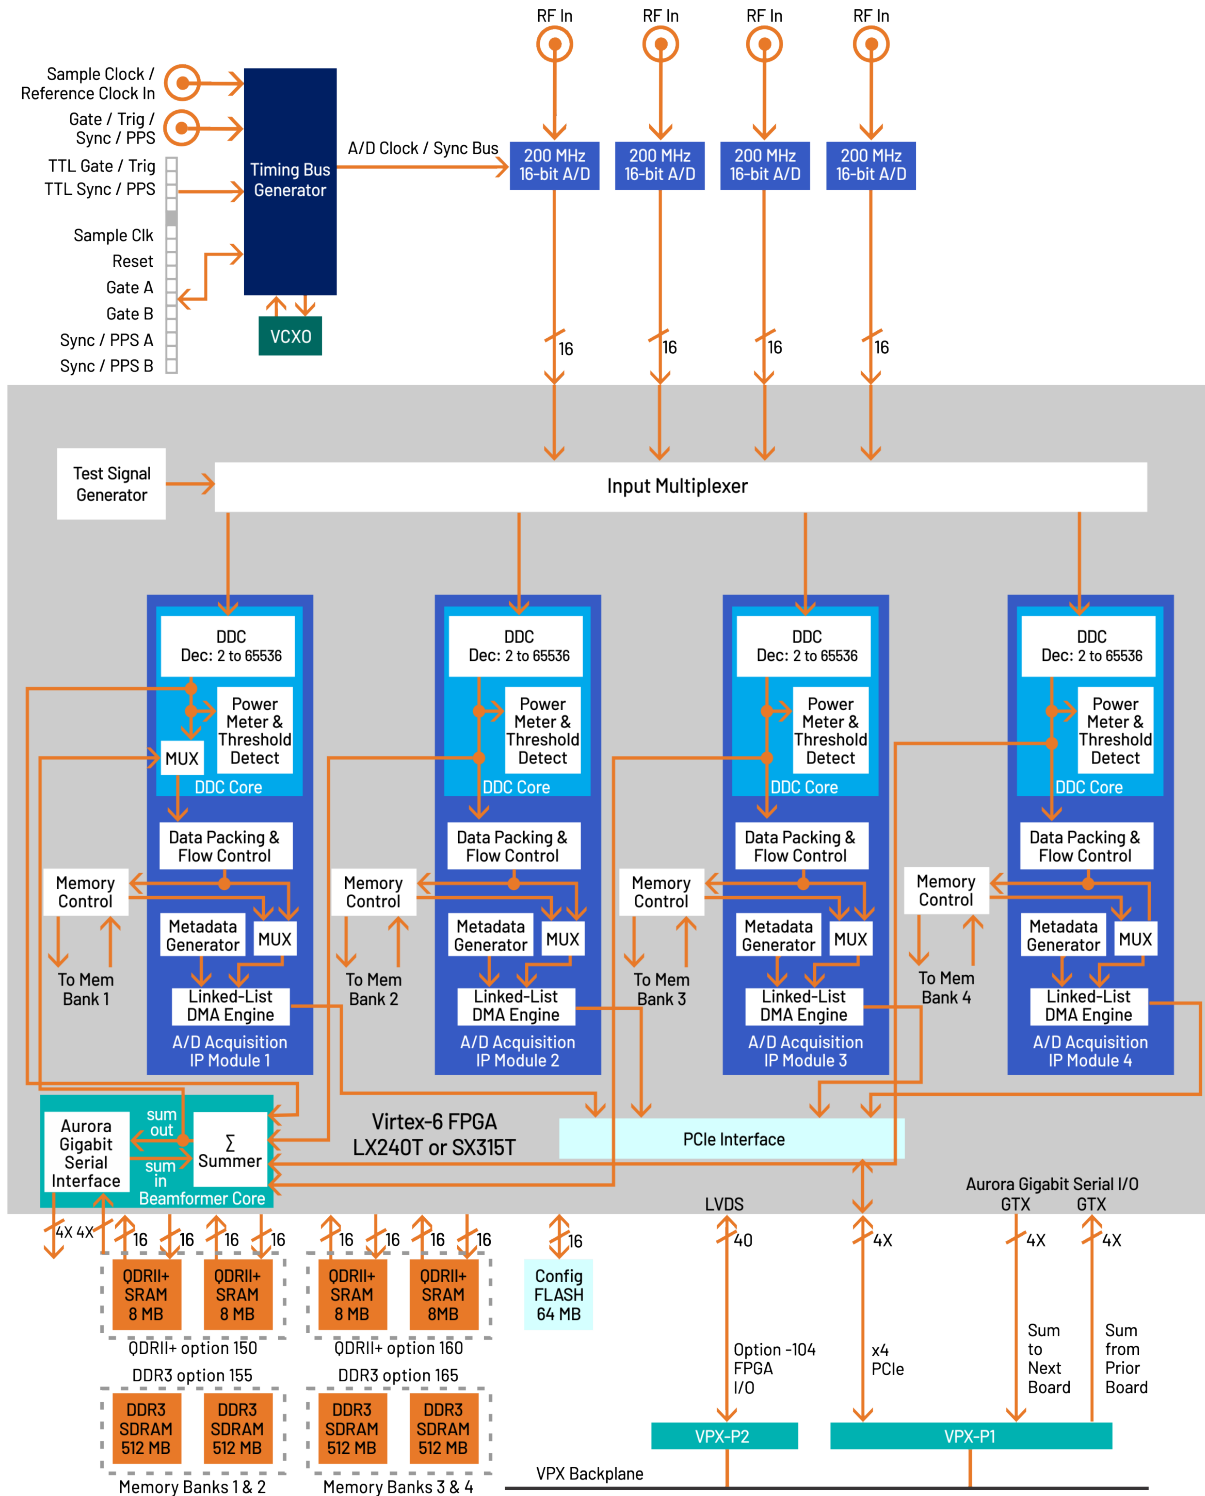 RF In
RF In
RF In
RF In
Sample Clock /
Reference Clock In
Gate / Trig /
Sync / PPS
TTL Gate / Trig
TTL Sync / PPS
Sample Clk
Reset
Gate A
Gate B
Sync / PPS A
Sync / PPS B
Timing Bus
Generator
VCXO
A/D Clock / Sync Bus
200 MHz
16-bit A/D
200 MHz
16-bit A/D
200 MHz
16-bit A/D
200 MHz
16-bit A/D
16
16
16
16
Test Signal
Generator
Input Multiplexer
DDC
Dec: 2 to 65536
Power
Meter &
Threshold
Detect
MUX
DDC Core
Data Packing &
Flow Control
Memory
Control
Metadata
Generator
MUX
To Mem
Bank 1
Linked-List
DMA Engine
A/D Acquisition
IP Module 1
DDC
Dec: 2 to 65536
Power
Meter &
Threshold
Detect
DDC Core
Data Packing &
Flow Control
Memory
Control
Metadata
Generator
MUX
To Mem
Bank 2
Linked-List
DMA Engine
A/D Acquisition
IP Module 2
DDC
Dec: 2 to 65536
Power
Meter &
Threshold
Detect
DDC Core
Data Packing &
Flow Control
Memory
Control
Metadata
Generator
MUX
To Mem
Bank 3
Linked-List
DMA Engine
A/D Acquisition
IP Module 3
DDC
Dec: 2 to 65536
Power
Meter &
Threshold
Detect
DDC Core
Data Packing &
Flow Control
Memory
Control
Metadata
Generator
MUX
To Mem
Bank 4
Linked-List
DMA Engine
A/D Acquisition
IP Module 4
Aurora
Gigabit
Serial
Interface
sum
out
sum
in
Σ
Summer
Beamformer Core
Virtex-6 FPGA
LX240T or SX315T
PCIe Interface
LVDS
Aurora Gigabit Serial I/O
GTX
GTX
4X
4X
16
16
16
16
16
16
16
16
16
40
4X
4X
4X
QDRII+
SRAM
8 MB
QDRII+
SRAM
8 MB
QDRII+
SRAM
8 MB
QDRII+
SRAM
8MB
Config
FLASH
64 MB
QDRII+ option 150
QDRII+ option 160
DDR3 option 155
DDR3 option 165
DDR3
SDRAM
512 MB
DDR3
SDRAM
512 MB
DDR3
SDRAM
512 MB
DDR3
SDRAM
512 MB
Memory Banks 1 & 2
Memory Banks 3 & 4
Option -104
FPGA
I/O
x4
PCIe
Sum
to
Next
Board
Sum
from
Prior
Board
VPX-P2
VPX-P1
VPX Backplane